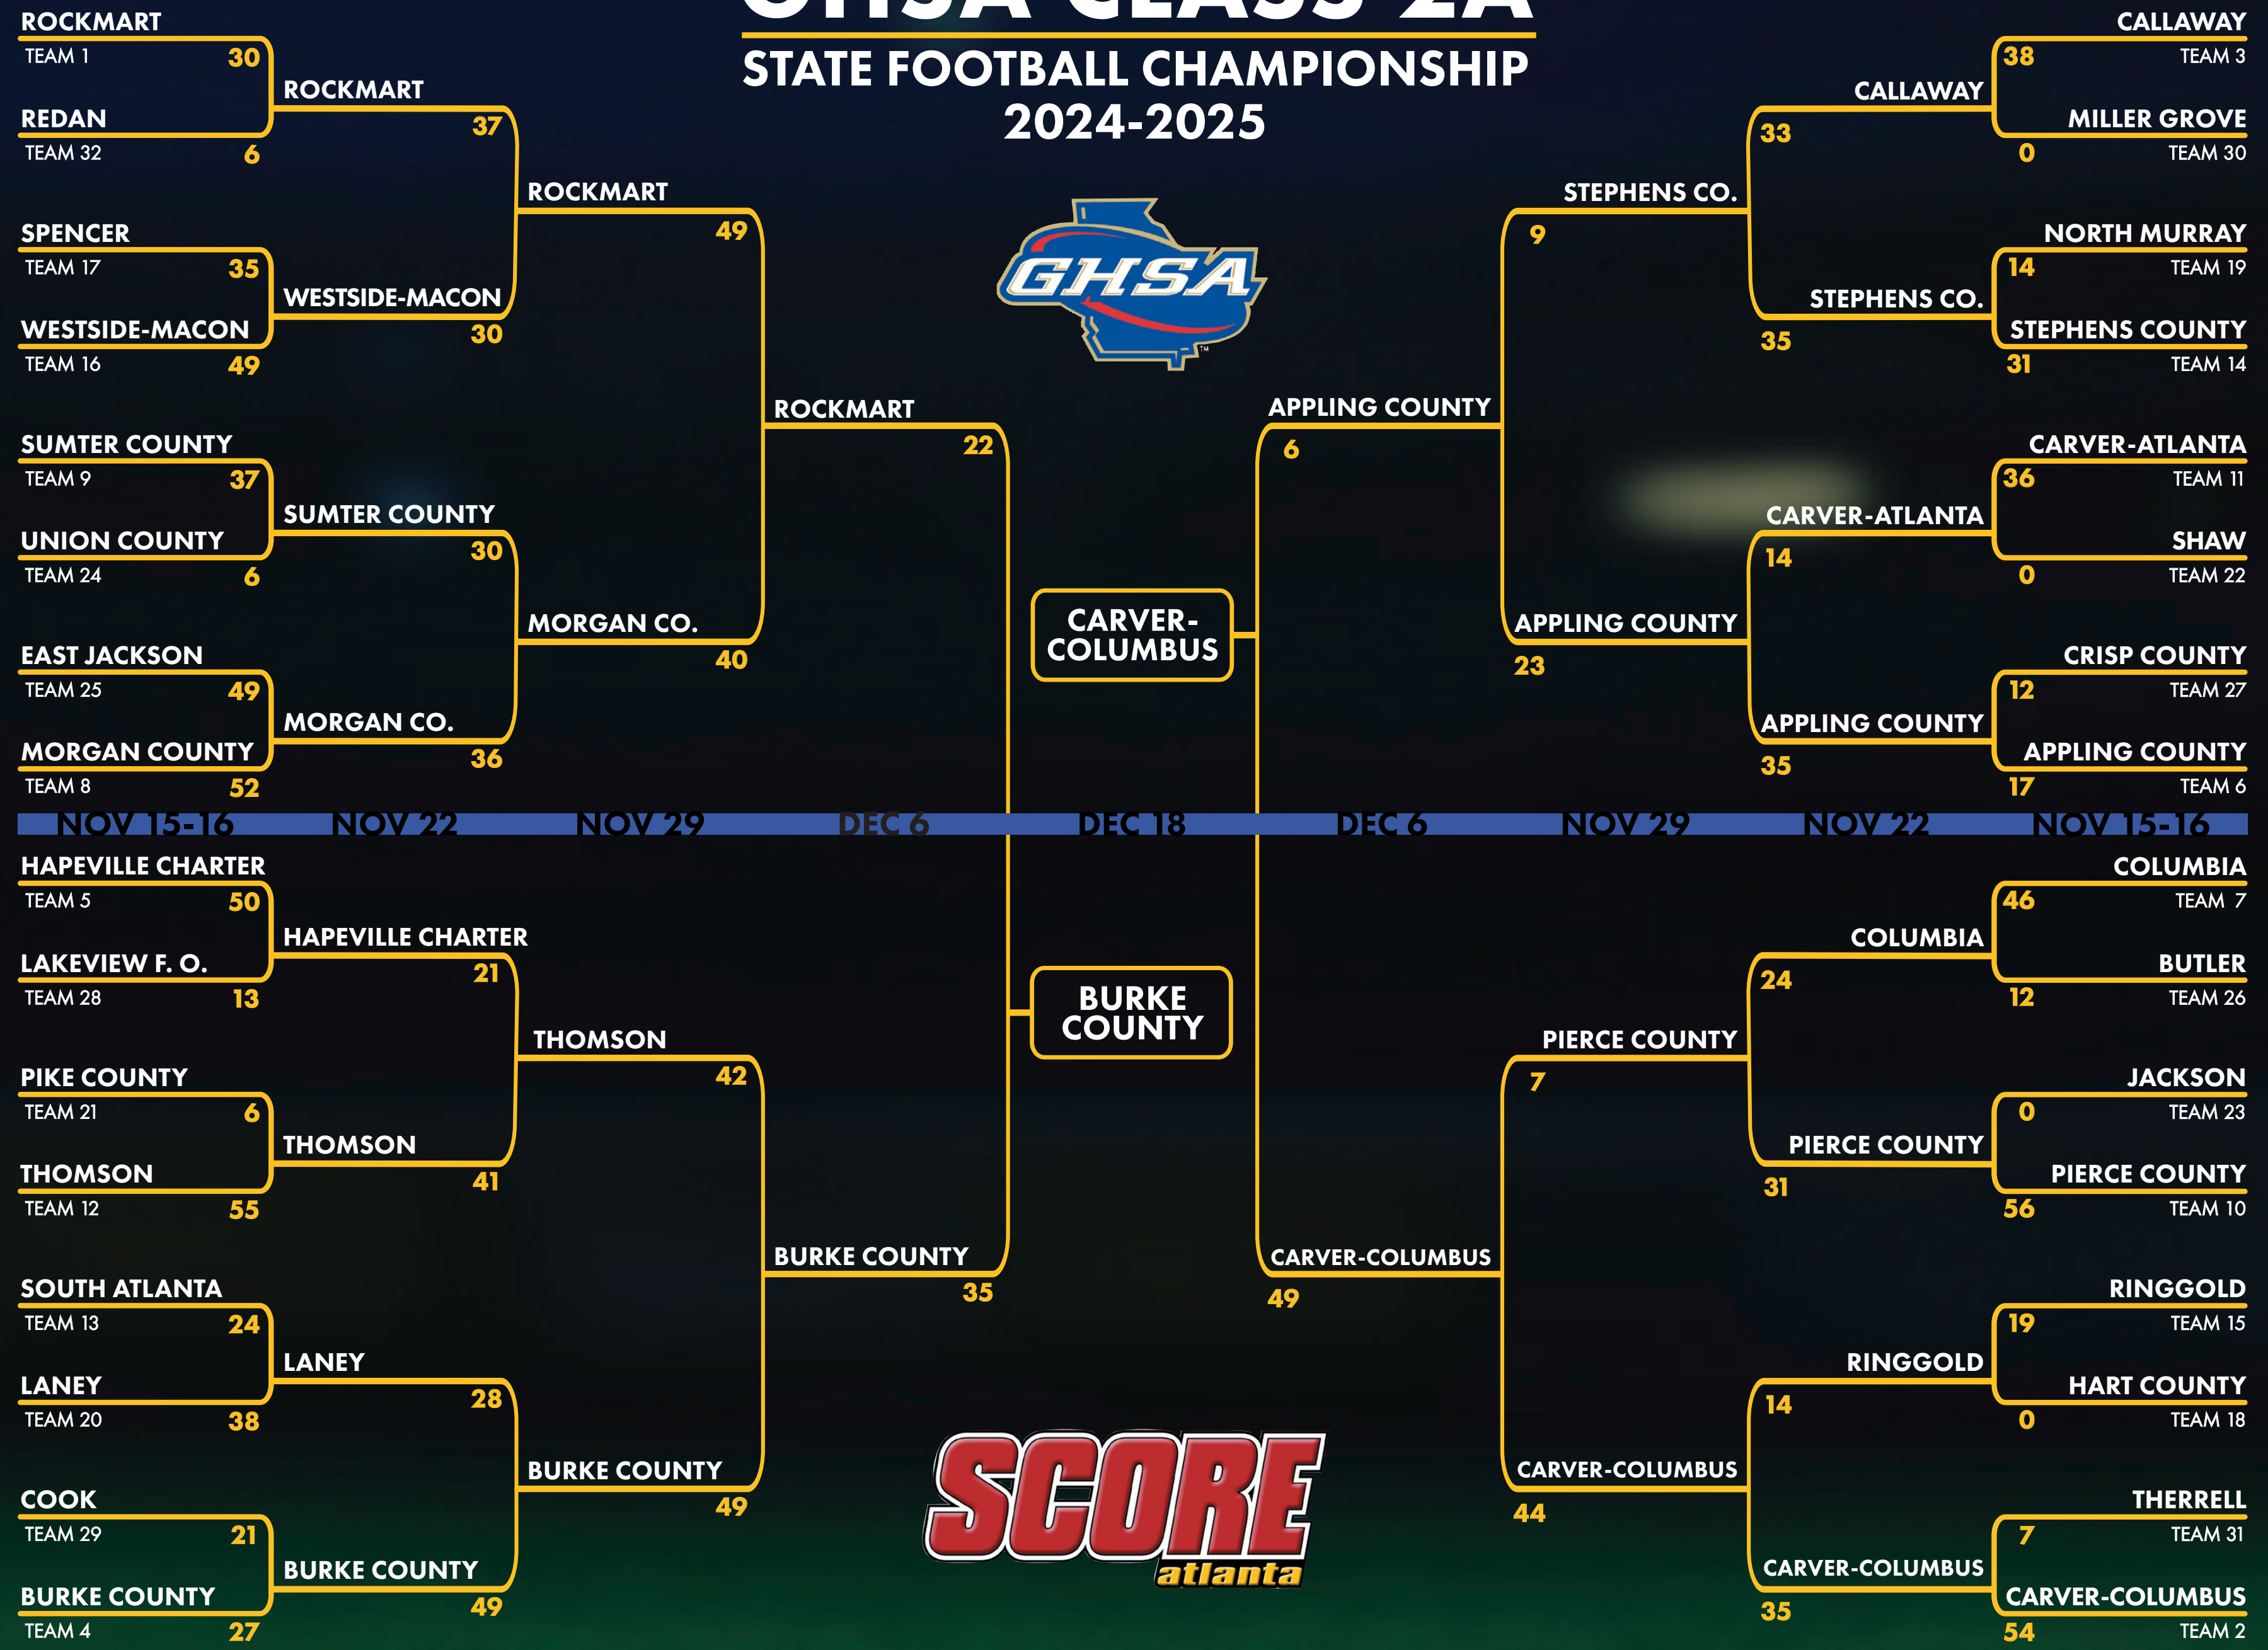 GHSA CLASS 2A
STATE FOOTBALL CHAMPIONSHIP
2024-2025
GHSA
TM
ROCKMART
TEAM 1
30
REDAN
TEAM 32
6
SPENCER
TEAM 17
35
WESTSIDE-MACON
TEAM 16
49
SUMTER COUNTY
TEAM 9
37
UNION COUNTY
TEAM 24
6
EAST JACKSON
TEAM 25
49
MORGAN COUNTY
TEAM 8
52
ROCKMART
37
WESTSIDE-MACON
30
SUMTER COUNTY
30
MORGAN CO.
36
ROCKMART
49
MORGAN CO.
40
ROCKMART
22
CARVER-
COLUMBUS
APPLING COUNTY
6
STEPHENS CO.
9
APPLING COUNTY
23
CALLAWAY
33
STEPHENS CO.
35
CARVER-ATLANTA
14
APPLING COUNTY
35
CALLAWAY
38
TEAM 3
MILLER GROVE
0
TEAM 30
NORTH MURRAY
14
TEAM 19
STEPHENS COUNTY
31
TEAM 14
CARVER-ATLANTA
36
TEAM 11
SHAW
0
TEAM 22
CRISP COUNTY
12
TEAM 27
APPLING COUNTY
17
TEAM 6
NOV 15-16 NOV 22 NOV 29 DEC 6 DEC 18 DEC 6 NOV 29 NOV 22 NOV 15-16
HAPEVILLE CHARTER
TEAM 5
50
LAKEVIEW F. O.
TEAM 28
13
PIKE COUNTY
TEAM 21
6
THOMSON
TEAM 12
55
SOUTH ATLANTA
TEAM 13
24
LANEY
TEAM 20
38
COOK
TEAM 29
21
BURKE COUNTY
TEAM 4
27
HAPEVILLE CHARTER
21
THOMSON
41
LANEY
28
BURKE COUNTY
49
THOMSON
42
BURKE COUNTY
49
BURKE COUNTY
35
BURKE
COUNTY
CARVER-COLUMBUS
49
PIERCE COUNTY
7
CARVER-COLUMBUS
44
COLUMBIA
24
PIERCE COUNTY
31
RINGGOLD
14
CARVER-COLUMBUS
35
COLUMBIA
46
TEAM 7
BUTLER
12
TEAM 26
JACKSON
0
TEAM 23
PIERCE COUNTY
56
TEAM 10
RINGGOLD
19
TEAM 15
HART COUNTY
0
TEAM 18
THERRELL
7
TEAM 31
CARVER-COLUMBUS
54
TEAM 2
SCORE
atlanta